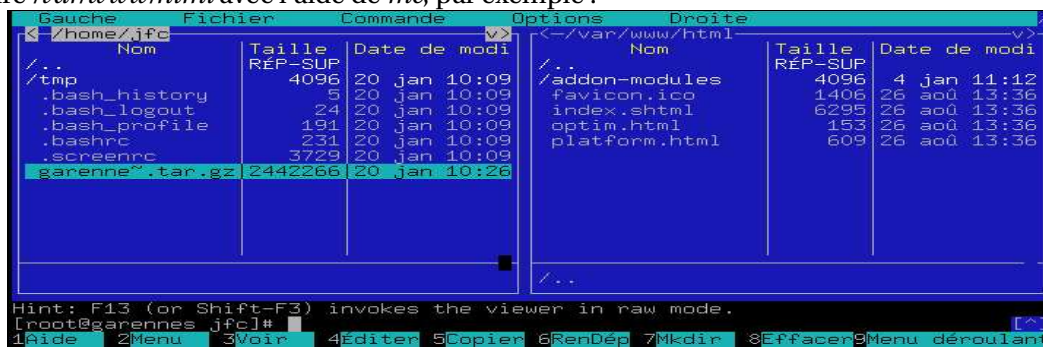 avec l'aide de mc, par exemple :
Gauche Fichier Commande Options Droite
< /home/jfc v> <-/var/www/html v>
Nom Taille Date de modi Nom Taille Date de modi
/.. RÉP-SUP /.. RÉP-SUP
/tmp 4096 20 jan 10:09 /addon-modules 4096 4 jan 11:12
.bash_history 5 20 jan 10:09 favicon.ico 1406 26 aoû 13:36
.bash_logout 24 20 jan 10:09 index.shtml 6295 26 aoû 13:36
.bash_profile 191 20 jan 10:09 optim.html 153 26 aoû 13:36
.bashrc 231 20 jan 10:09 platform.html 609 26 aoû 13:36
.screenrc 3729 20 jan 10:09
garenne~.tar.gz 2442266 20 jan 10:26
/..
Hint: F13 (or Shift-F3) invokes the viewer in raw mode.
[root@garennes jfc]# [^]
1Aide 2Menu 3Voir 4Éditer 5Copier 6RenDép 7Mkdir 8Effacer 9Menu déroulant